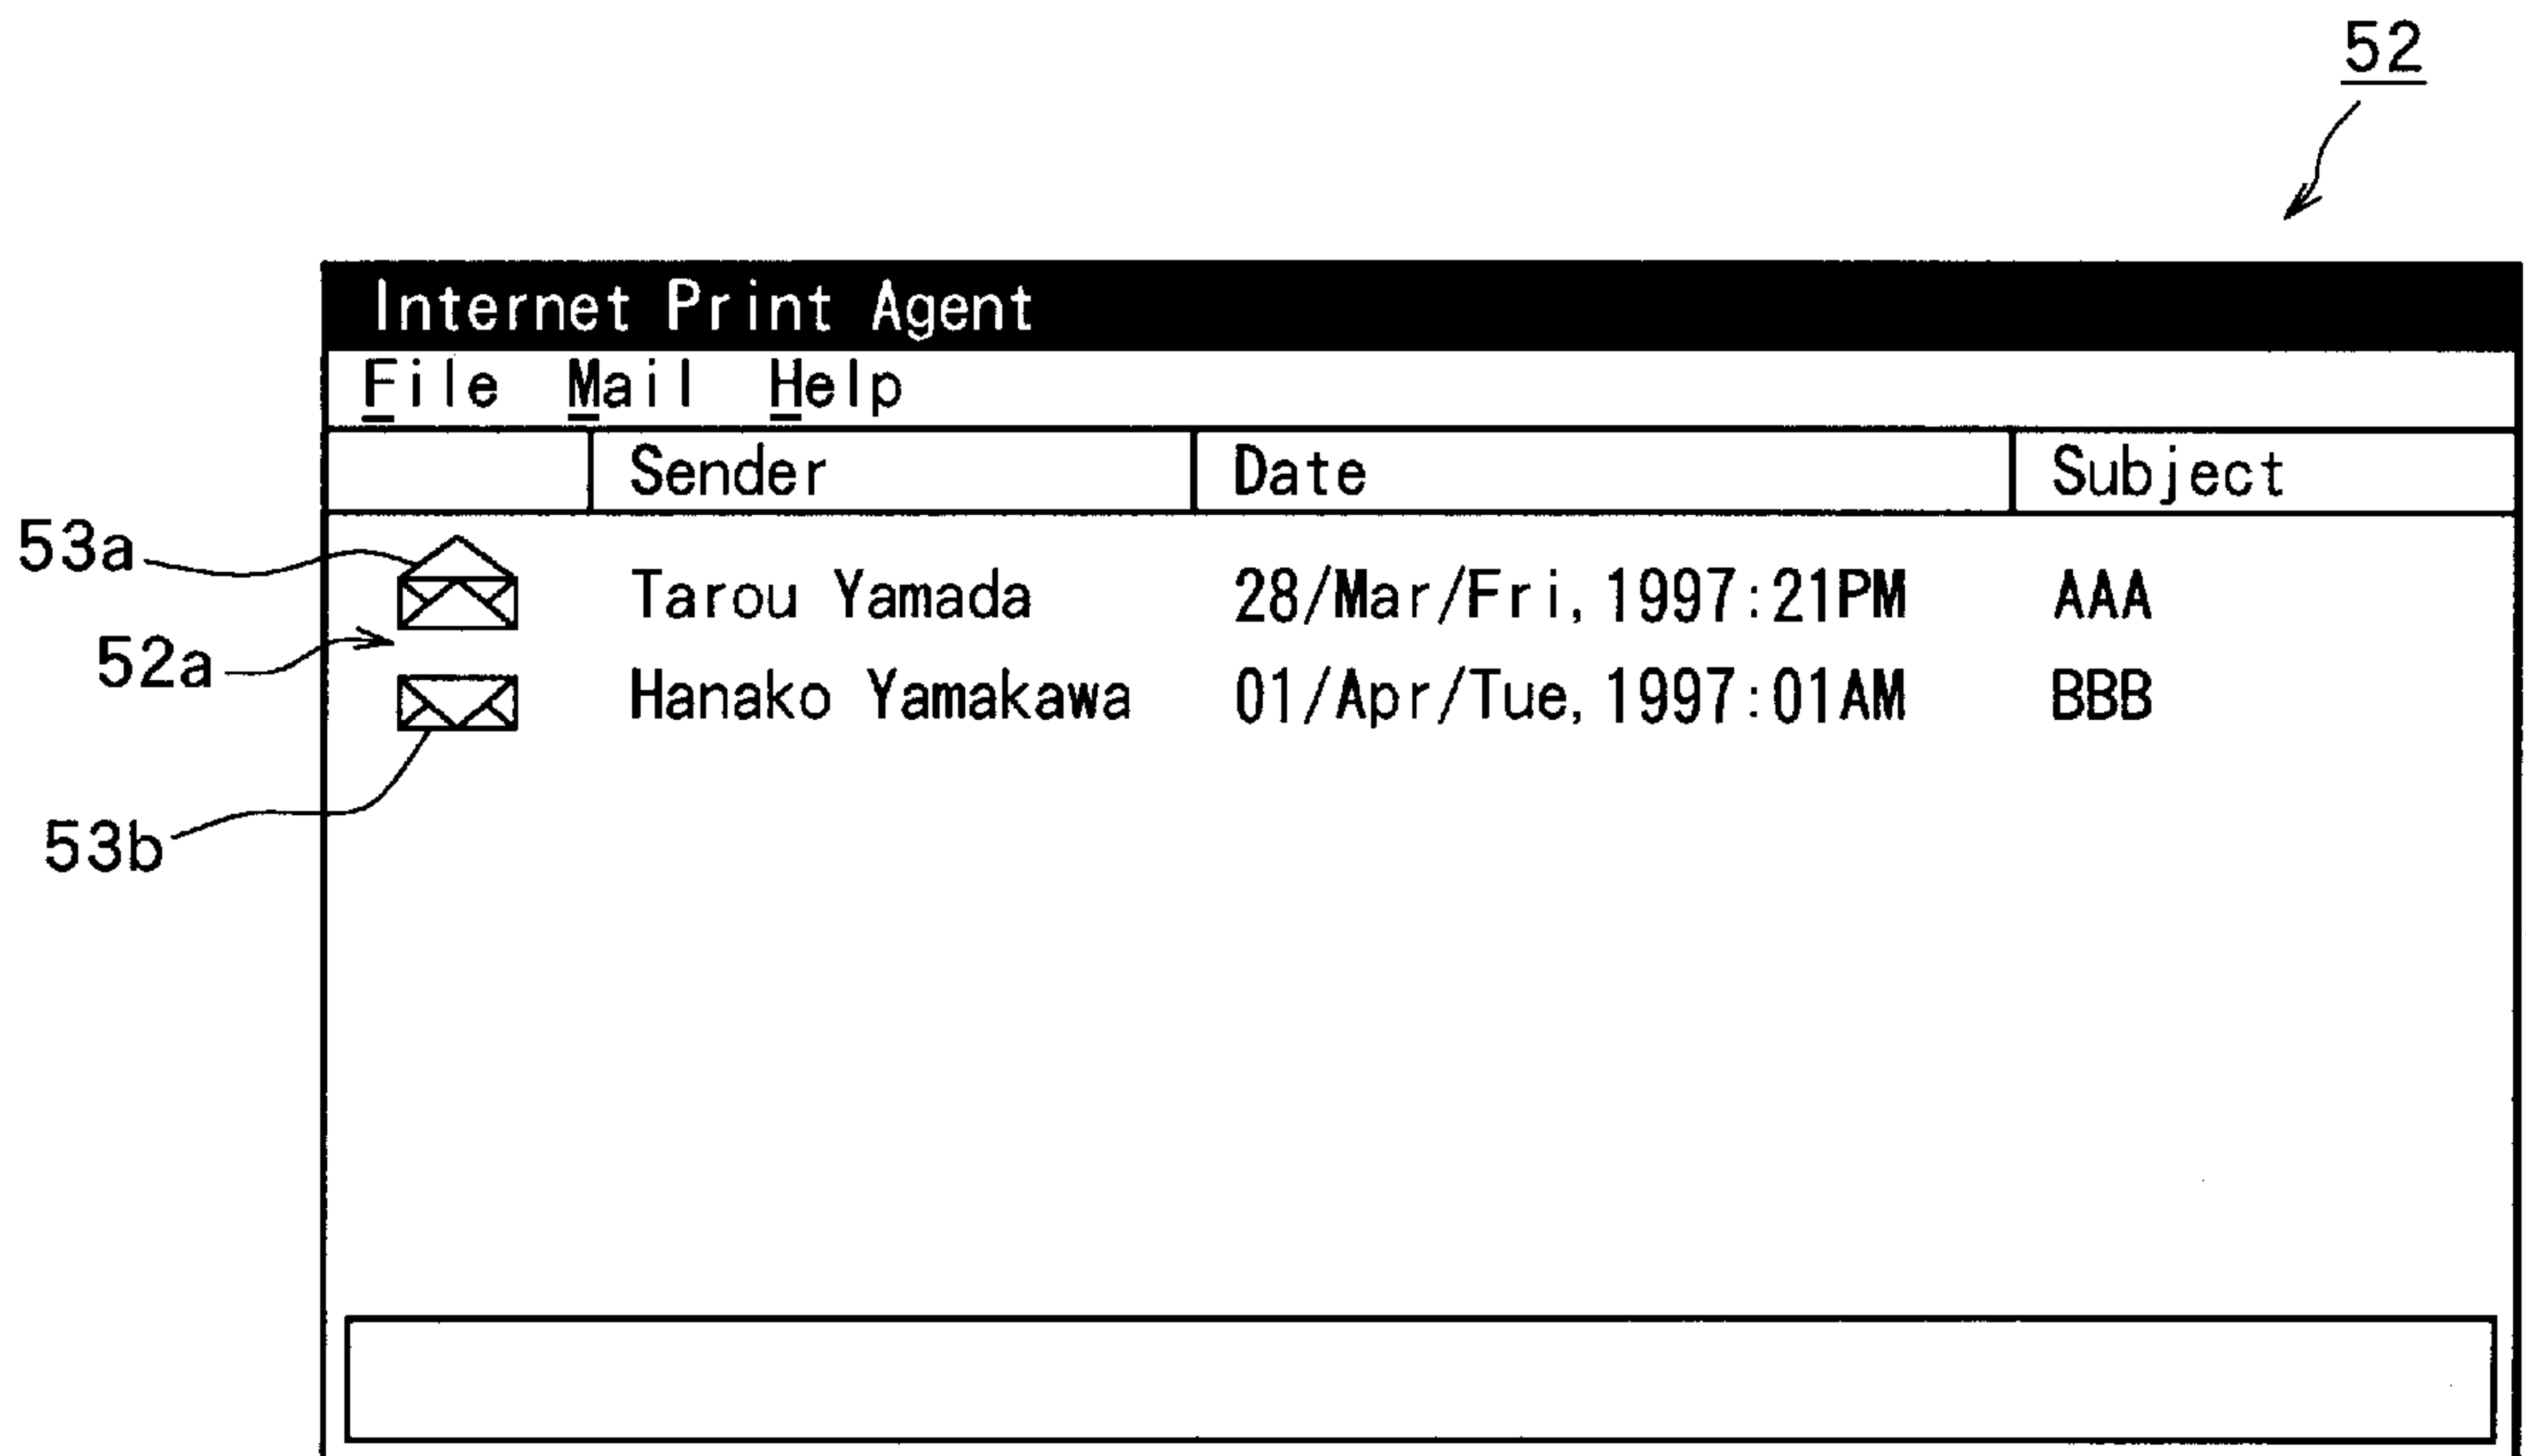 52
Internet Print Agent
File Mail Help
Sender Date Subject
53a
Tarou Yamada 28/Mar/Fri, 1997:21PM AAA
52a
Hanako Yamakawa 01/Apr/Tue, 1997:01AM BBB
53b